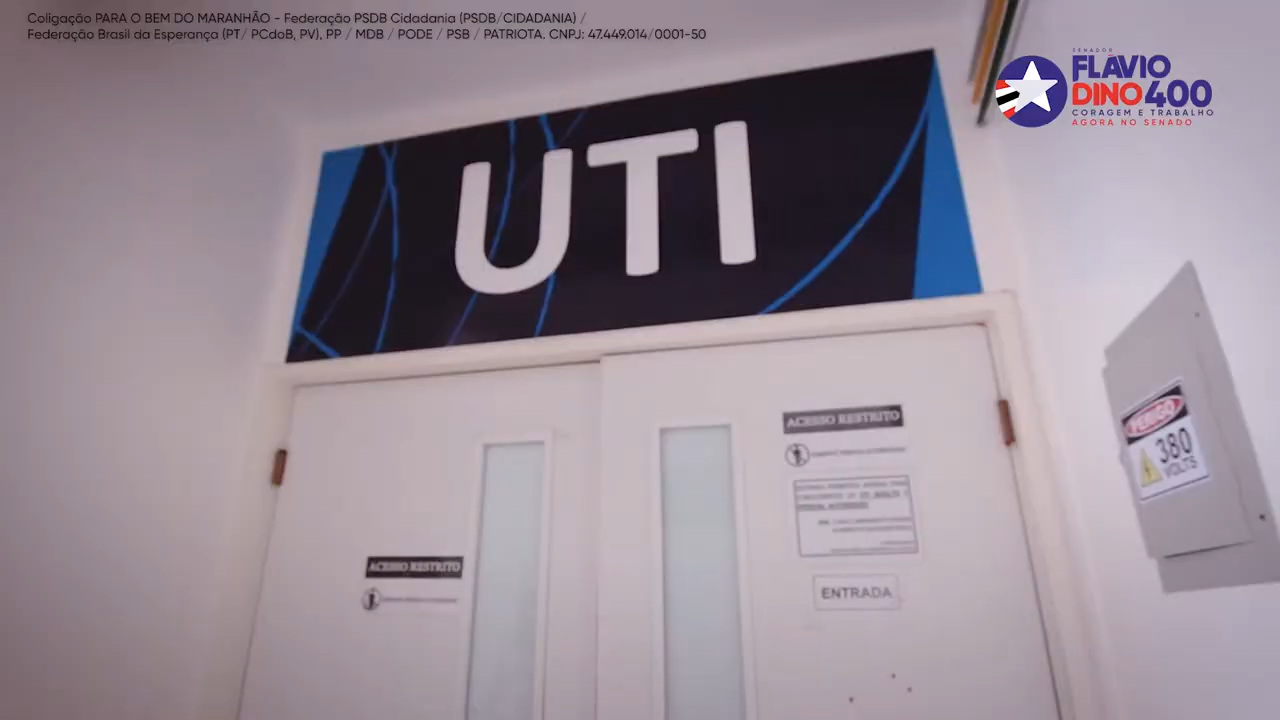 Coligação PARA O BEM DO MARANHÃO - Federação PSDB Cidadania (PSDB/CIDADANIA) /
Federação Brasil da Esperança (PT/ PCdoB, PV), PP / MDB / PODE / PSB / PATRIOTA. CNPJ: 47.449.014/0001-50
SENADOR
FLÁVIO
DINO 400
CORAGEM E TRABALHO
AGORA NO SENADO
UTI
ACESSO RESTRITO
PERIGO
380
VOLTS
ACESSO RESTRITO
ENTRADA